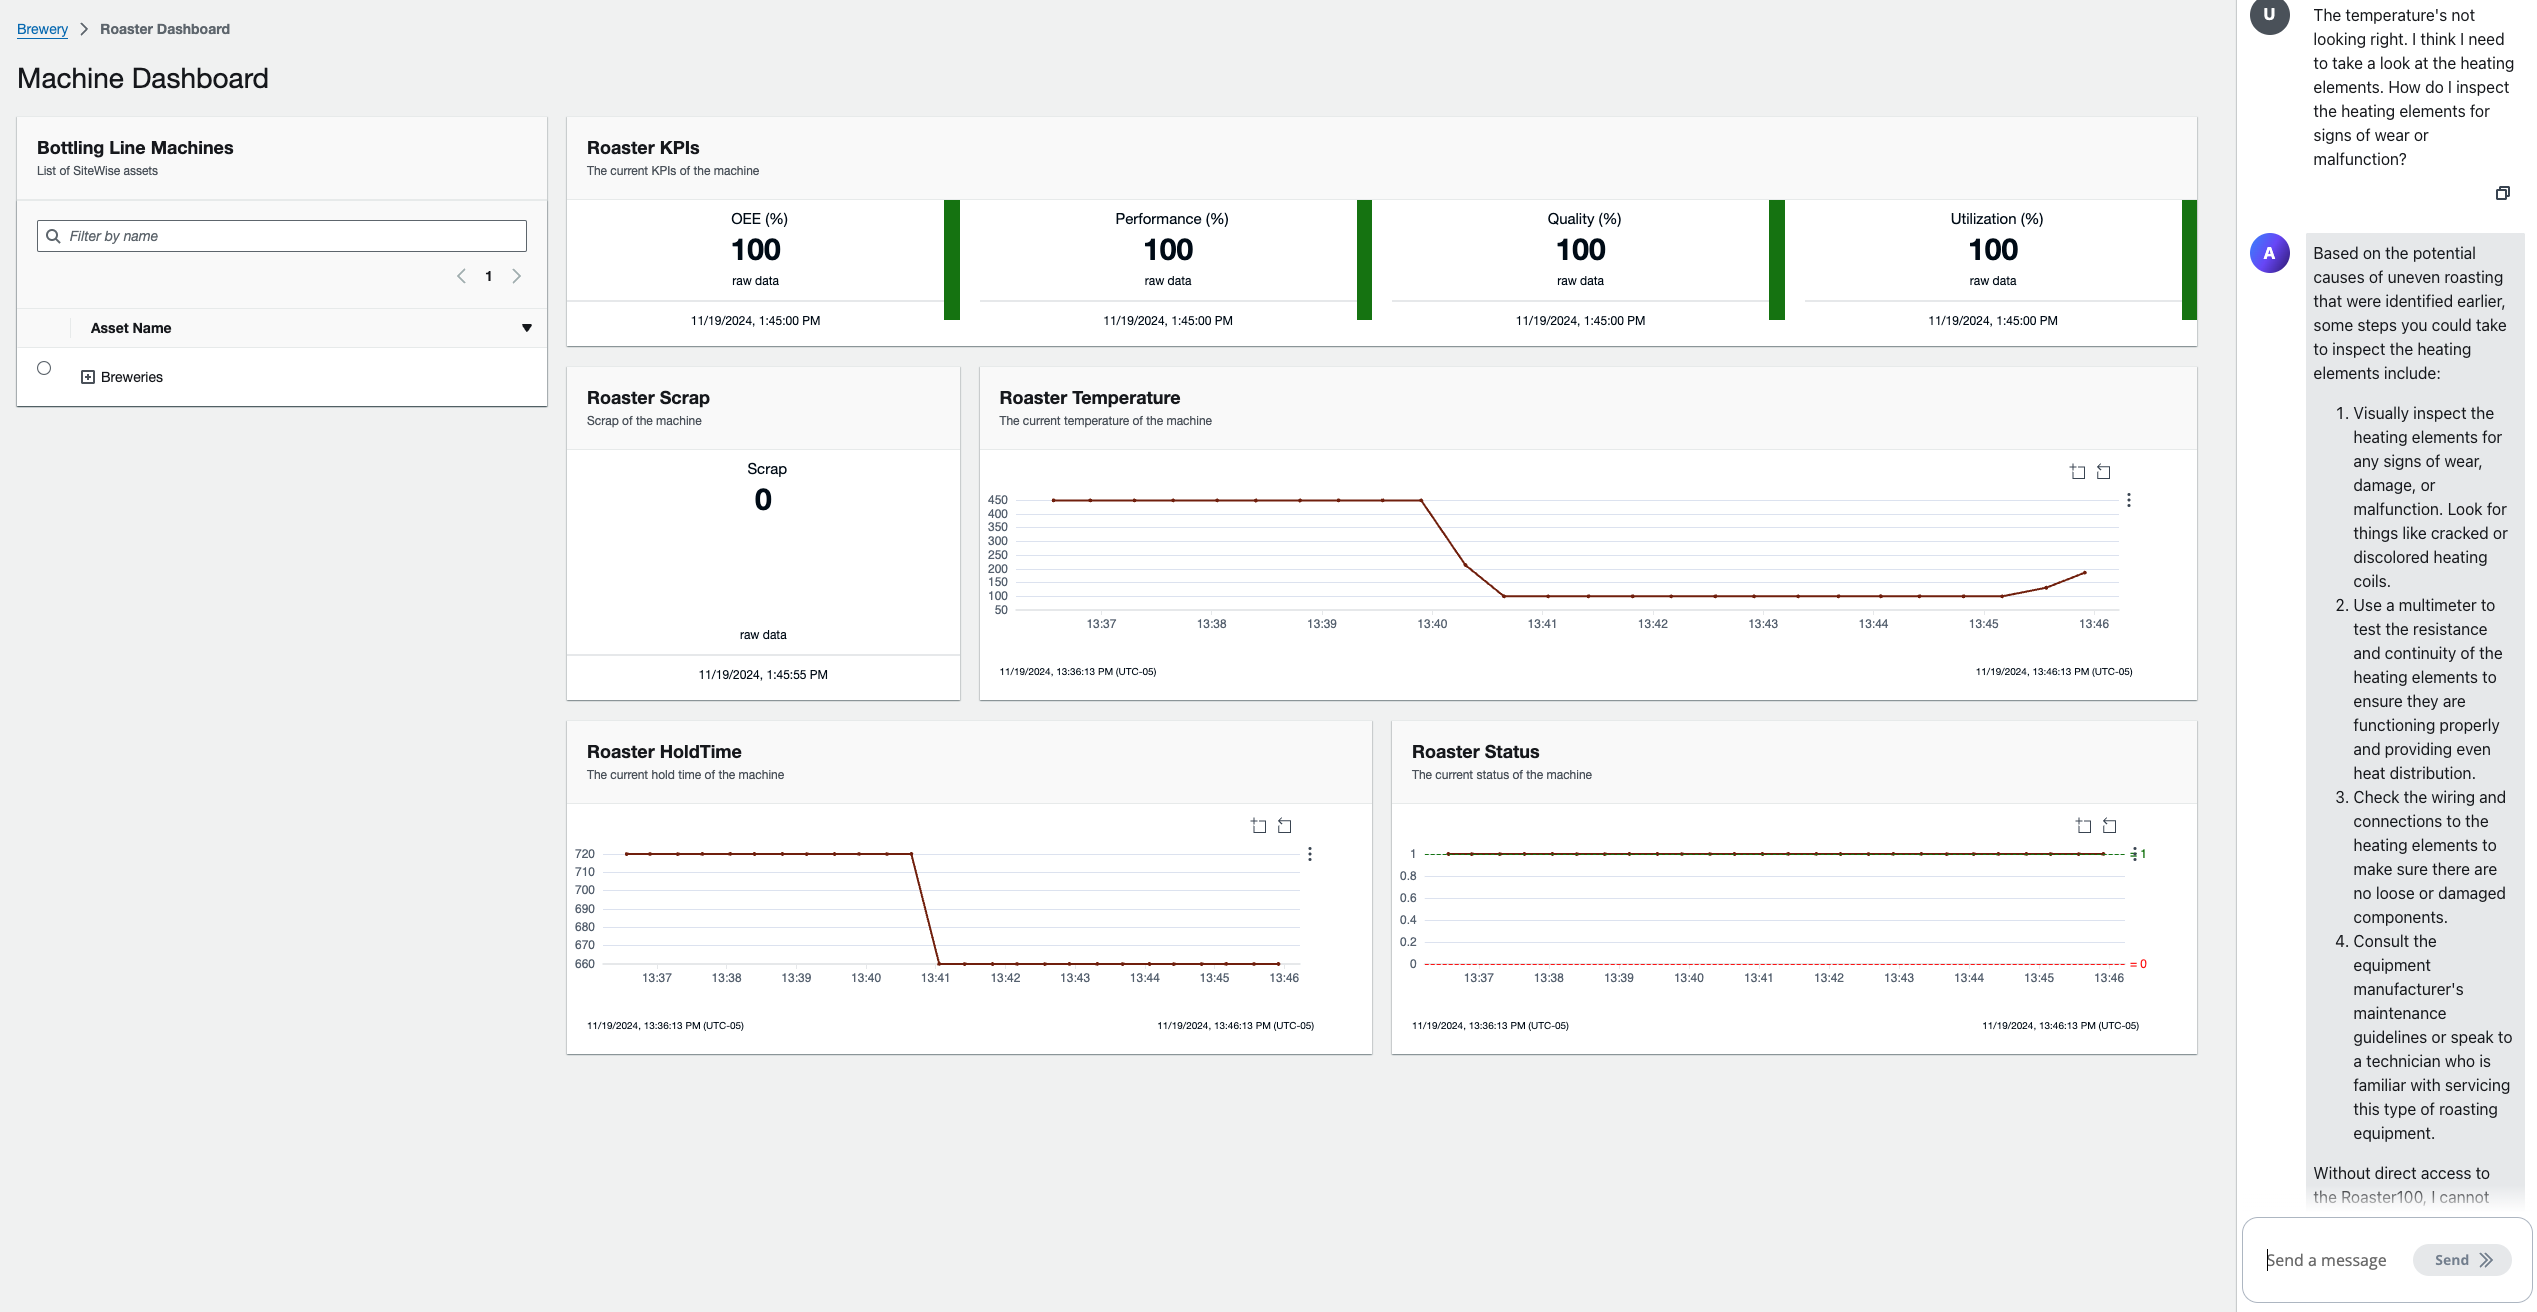 Brewery > Roaster Dashboard
Machine Dashboard
Bottling Line Machines
List of SiteWise assets
Filter by name
1
Asset Name
Breweries
Roaster KPIs
The current KPIs of the machine
OEE (%)
100
raw data
11/19/2024, 1:45:00 PM
Performance (%)
100
raw data
11/19/2024, 1:45:00 PM
Quality (%)
100
raw data
11/19/2024, 1:45:00 PM
Utilization (%)
100
raw data
11/19/2024, 1:45:00 PM
Roaster Scrap
Scrap of the machine
Scrap
0
raw data
11/19/2024, 1:45:55 PM
Roaster Temperature
The current temperature of the machine
450
400
350
300
250
200
150
100
50
13:37 13:38 13:39 13:40 13:41 13:42 13:43 13:44 13:45 13:46
11/19/2024, 13:36:13 PM (UTC-05) 11/19/2024, 13:46:13 PM (UTC-05)
Roaster HoldTime
The current hold time of the machine
720
710
700
690
680
670
660
13:37 13:38 13:39 13:40 13:41 13:42 13:43 13:44 13:45 13:46
11/19/2024, 13:36:13 PM (UTC-05) 11/19/2024, 13:46:13 PM (UTC-05)
Roaster Status
The current status of the machine
1 = 1
0.8
0.6
0.4
0.2
0 = 0
13:37 13:38 13:39 13:40 13:41 13:42 13:43 13:44 13:45 13:46
11/19/2024, 13:36:13 PM (UTC-05) 11/19/2024, 13:46:13 PM (UTC-05)
U
The temperature's not
looking right. I think I need
to take a look at the heating
elements. How do I inspect
the heating elements for
signs of wear or
malfunction?
A
Based on the potential
causes of uneven roasting
that were identified earlier,
some steps you could take
to inspect the heating
elements include:
1. Visually inspect the
heating elements for
any signs of wear,
damage, or
malfunction. Look for
things like cracked or
discolored heating
coils.
2. Use a multimeter to
test the resistance
and continuity of the
heating elements to
ensure they are
functioning properly
and providing even
heat distribution.
3. Check the wiring and
connections to the
heating elements to
make sure there are
no loose or damaged
components.
4. Consult the
equipment
manufacturer's
maintenance
guidelines or speak to
a technician who is
familiar with servicing
this type of roasting
equipment.
Without direct access to
the Roaster100, I cannot
Send a message
Send